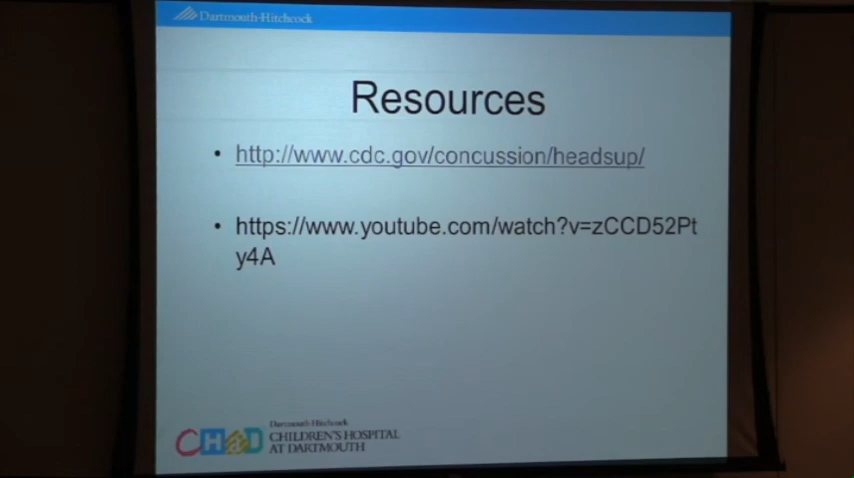 Dartmouth-Hitchcock
Resources
• http://www.cdc.gov/concussion/headsup/
• https://www.youtube.com/watch?v=zCCD52Pt
y4A
CHaD
Dartmouth-Hitchcock
CHILDREN'S HOSPITAL
AT DARTMOUTH